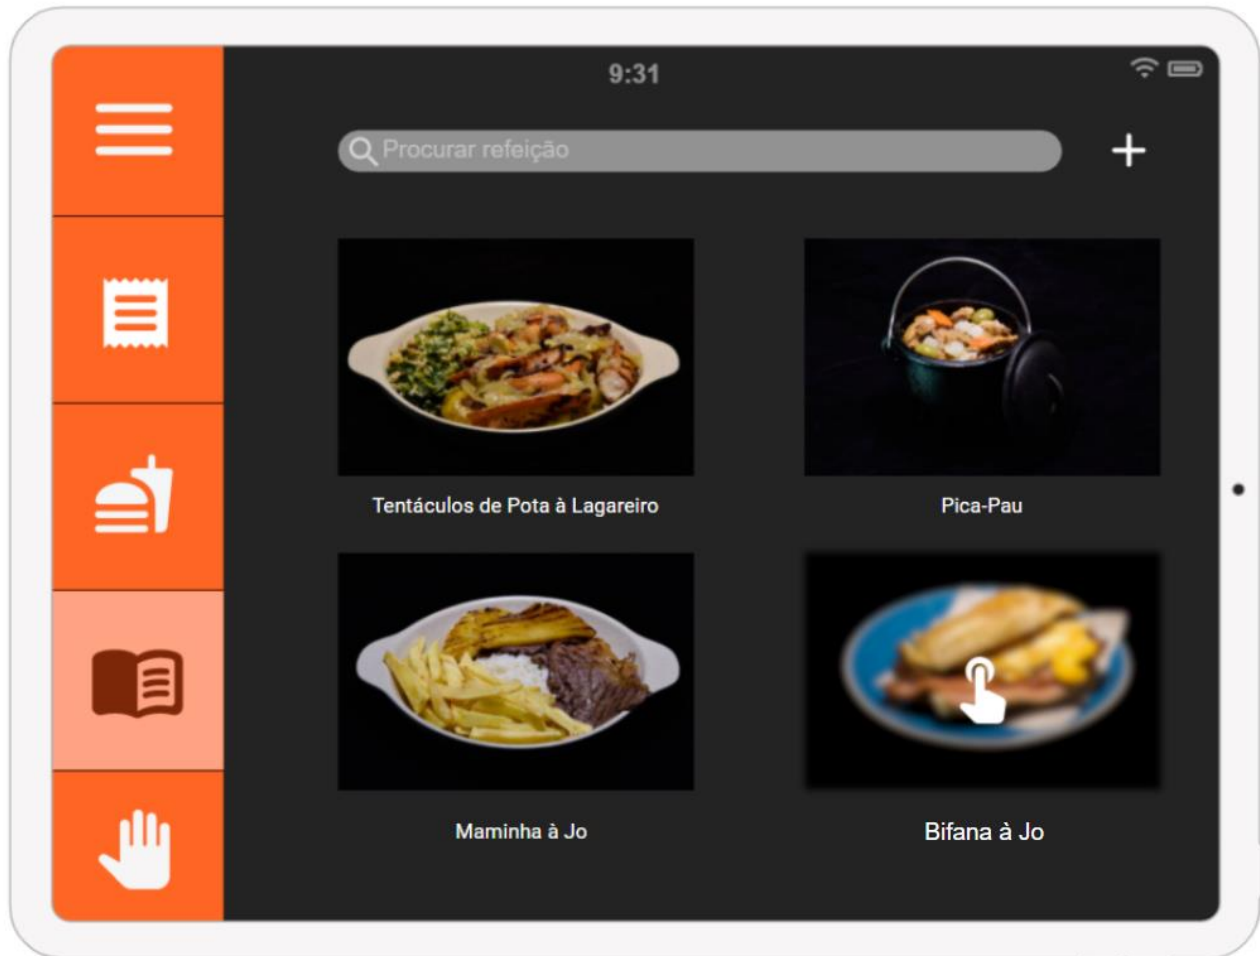 9:31
Procurar refeição
Tentáculos de Pota à Lagareiro
Pica-Pau
Maminha à Jo
Bifana à Jo